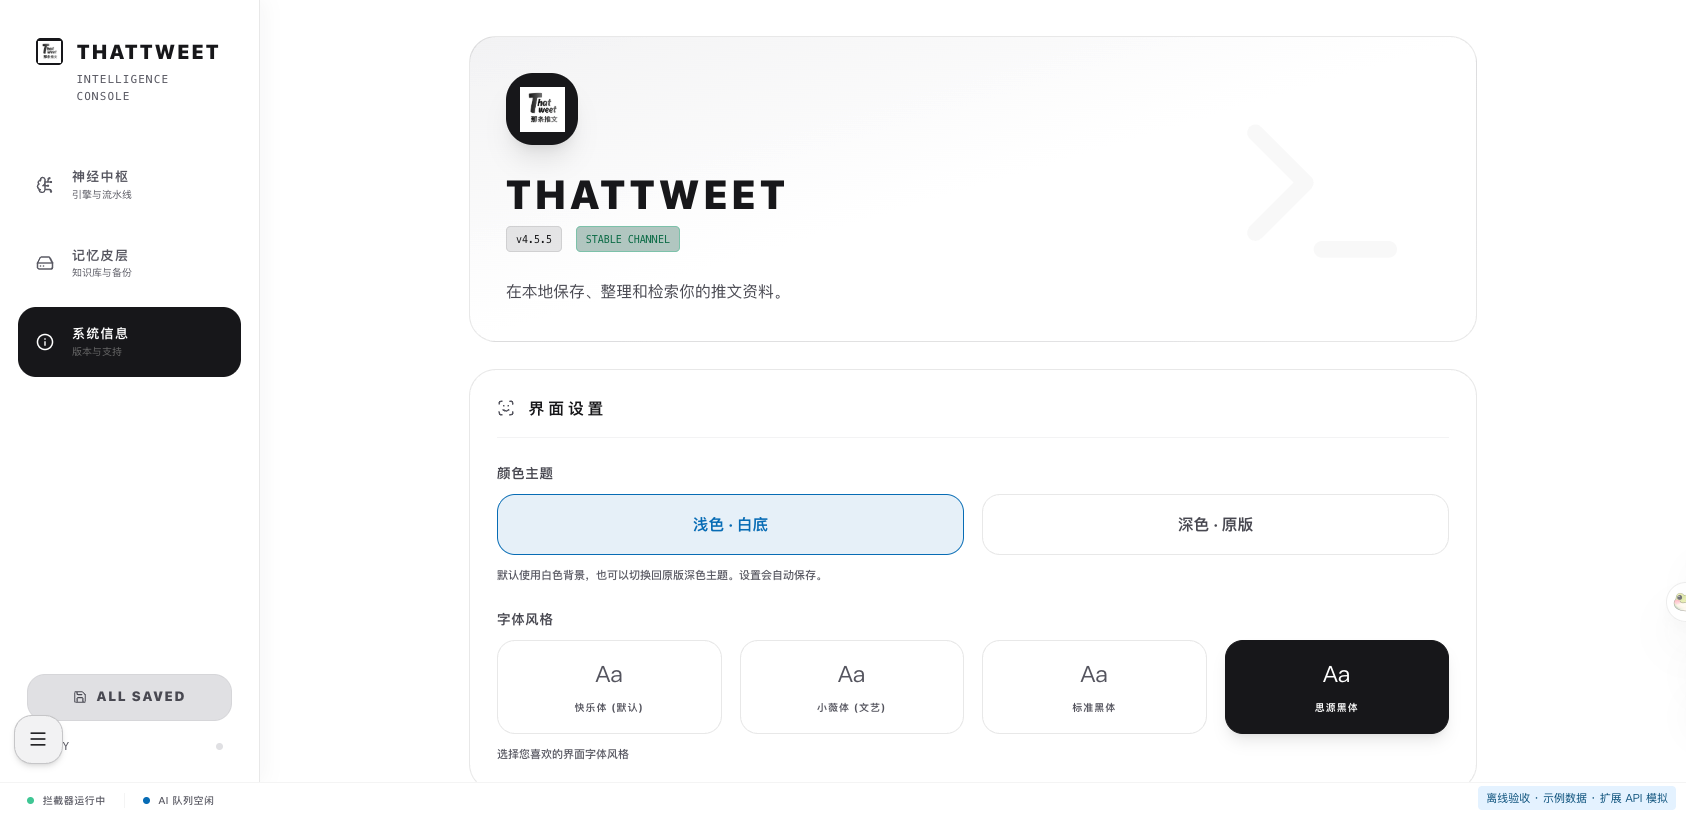 THATTWEET
INTELLIGENCE
CONSOLE
神经中枢
引擎与流水线
记忆皮层
知识库与备份
系统信息
版本与支持
ALL SAVED
Y
拦截器运行中
AI 队列空闲
That
Tweet
那条推文
THATTWEET
v4.5.5
STABLE CHANNEL
在本地保存、整理和检索你的推文资料。
界面设置
颜色主题
浅色 · 白底
深色 · 原版
默认使用白色背景，也可以切换回原版深色主题。设置会自动保存。
字体风格
Aa
快乐体 (默认)
Aa
小薇体 (文艺)
Aa
标准黑体
Aa
思源黑体
选择您喜欢的界面字体风格
离线验收 · 示例数据 · 扩展 API 模拟